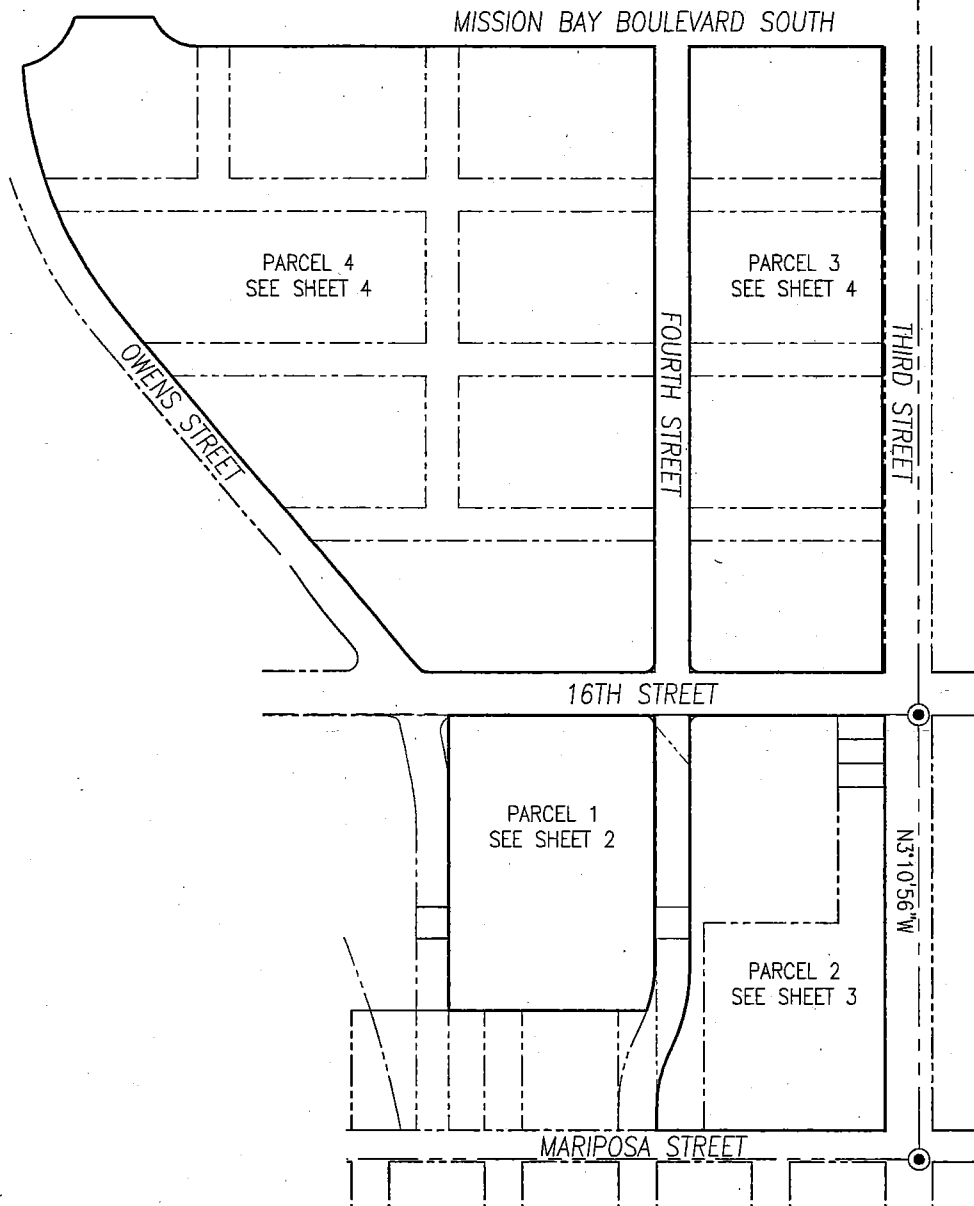 MISSION BAY BOULEVARD SOUTH
PARCEL 4
SEE SHEET 4
PARCEL 3
SEE SHEET 4
OWENS STREET
FOURTH STREET
THIRD STREET
16TH STREET
PARCEL 1
SEE SHEET 2
N3°10'56"W
PARCEL 2
SEE SHEET 3
MARIPOSA STREET